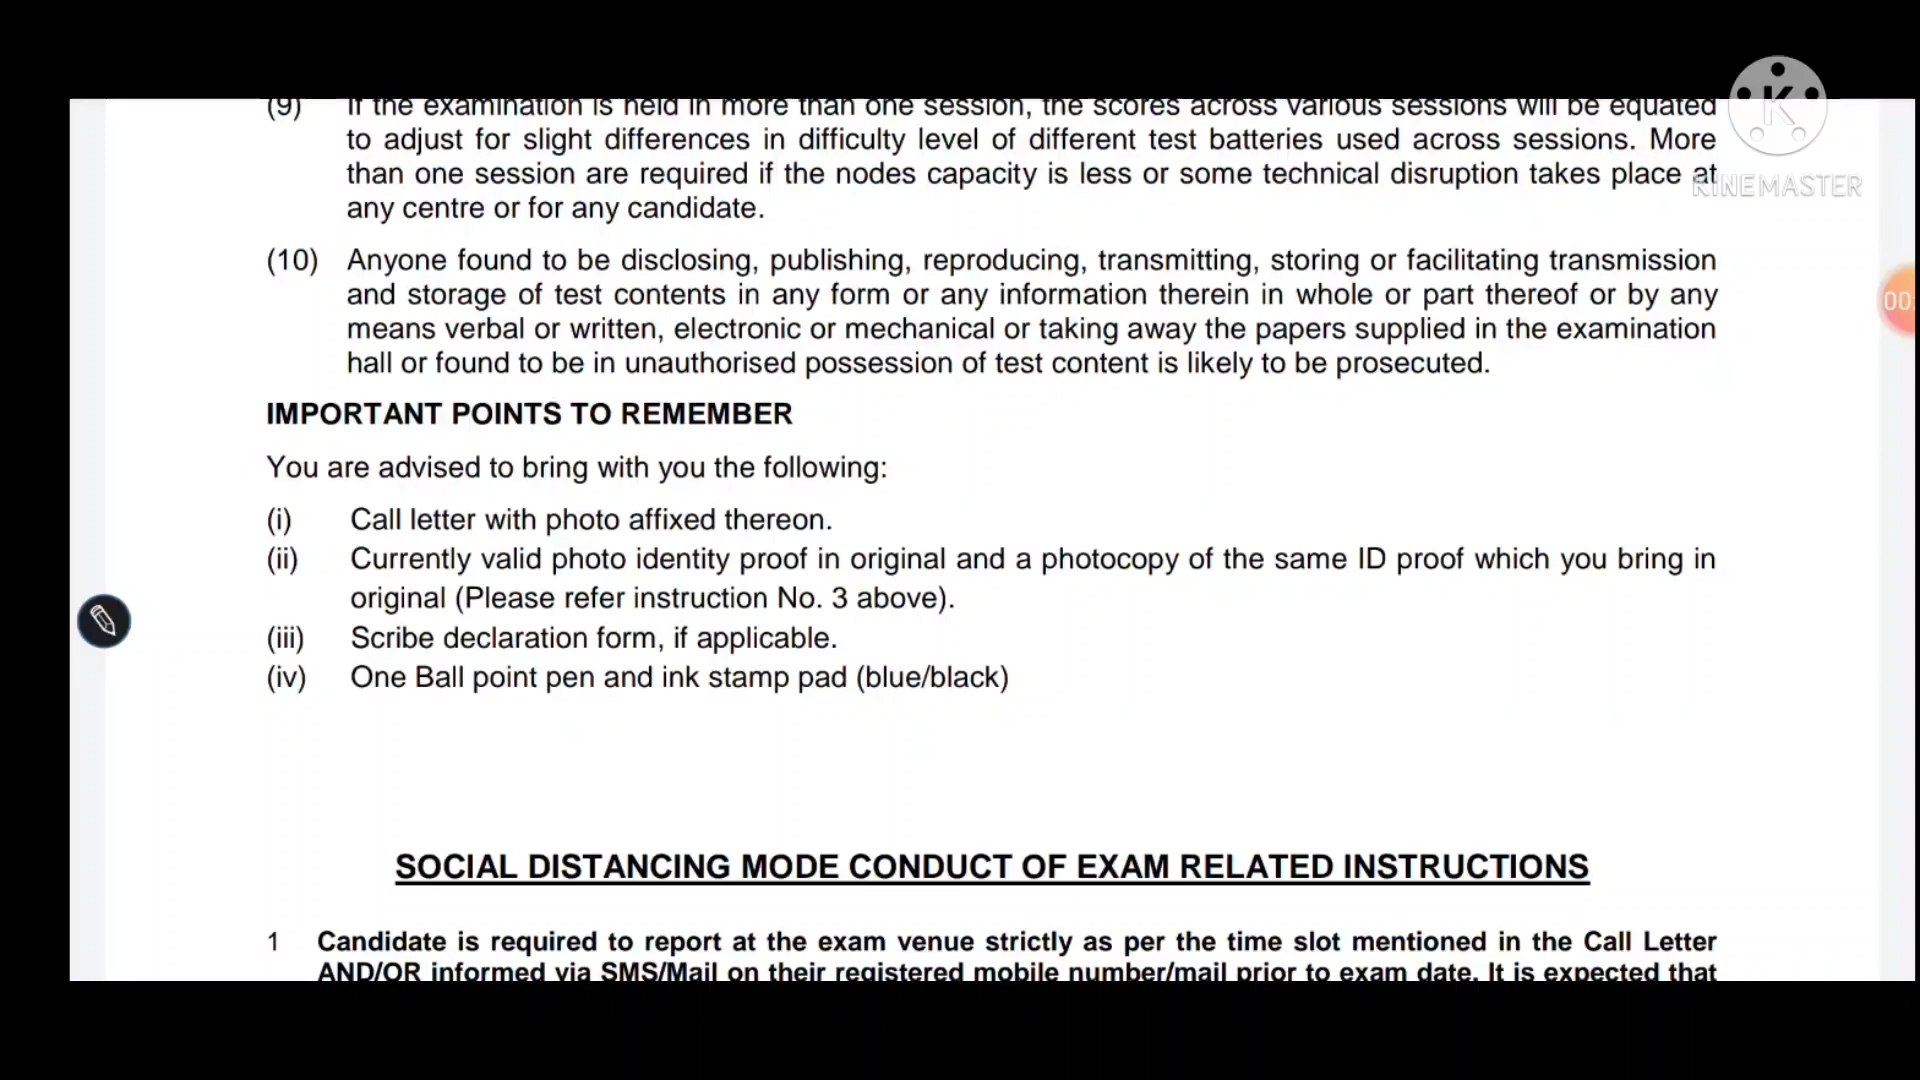 (9) If the examination is held in more than one session, the scores across various sessions will be equated
to adjust for slight differences in difficulty level of different test batteries used across sessions. More
than one session are required if the nodes capacity is less or some technical disruption takes place at
any centre or for any candidate.
(10) Anyone found to be disclosing, publishing, reproducing, transmitting, storing or facilitating transmission
and storage of test contents in any form or any information therein in whole or part thereof or by any
means verbal or written, electronic or mechanical or taking away the papers supplied in the examination
hall or found to be in unauthorised possession of test content is likely to be prosecuted.
IMPORTANT POINTS TO REMEMBER
You are advised to bring with you the following:
(i) Call letter with photo affixed thereon.
(ii) Currently valid photo identity proof in original and a photocopy of the same ID proof which you bring in
original (Please refer instruction No. 3 above).
(iii) Scribe declaration form, if applicable.
(iv) One Ball point pen and ink stamp pad (blue/black)
SOCIAL DISTANCING MODE CONDUCT OF EXAM RELATED INSTRUCTIONS
1 Candidate is required to report at the exam venue strictly as per the time slot mentioned in the Call Letter
AND/OR informed via SMS/Mail on their registered mobile number/mail prior to exam date. It is expected that
K
KINEMASTER
00